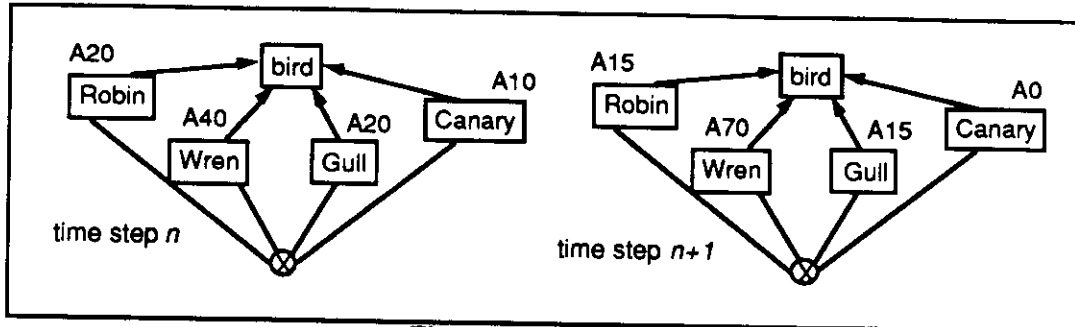 A20
bird
Robin
A10
A40
A20
Canary
Wren
Gull
time step n
X
A15
bird
Robin
A0
A70
A15
Canary
Wren
Gull
time step n+1
X